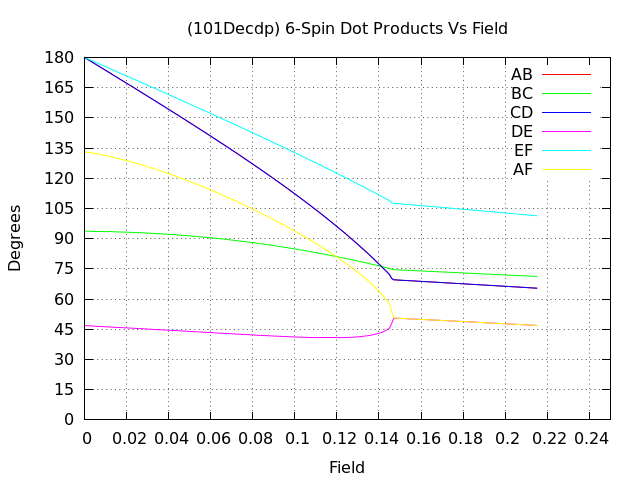 (101Decdp) 6-Spin Dot Products Vs Field
180
165
150
135
120
105
90
75
60
45
30
15
0
Degrees
AB
BC
CD
DE
EF
AF
0 0.02 0.04 0.06 0.08 0.1 0.12 0.14 0.16 0.18 0.2 0.22 0.24
Field